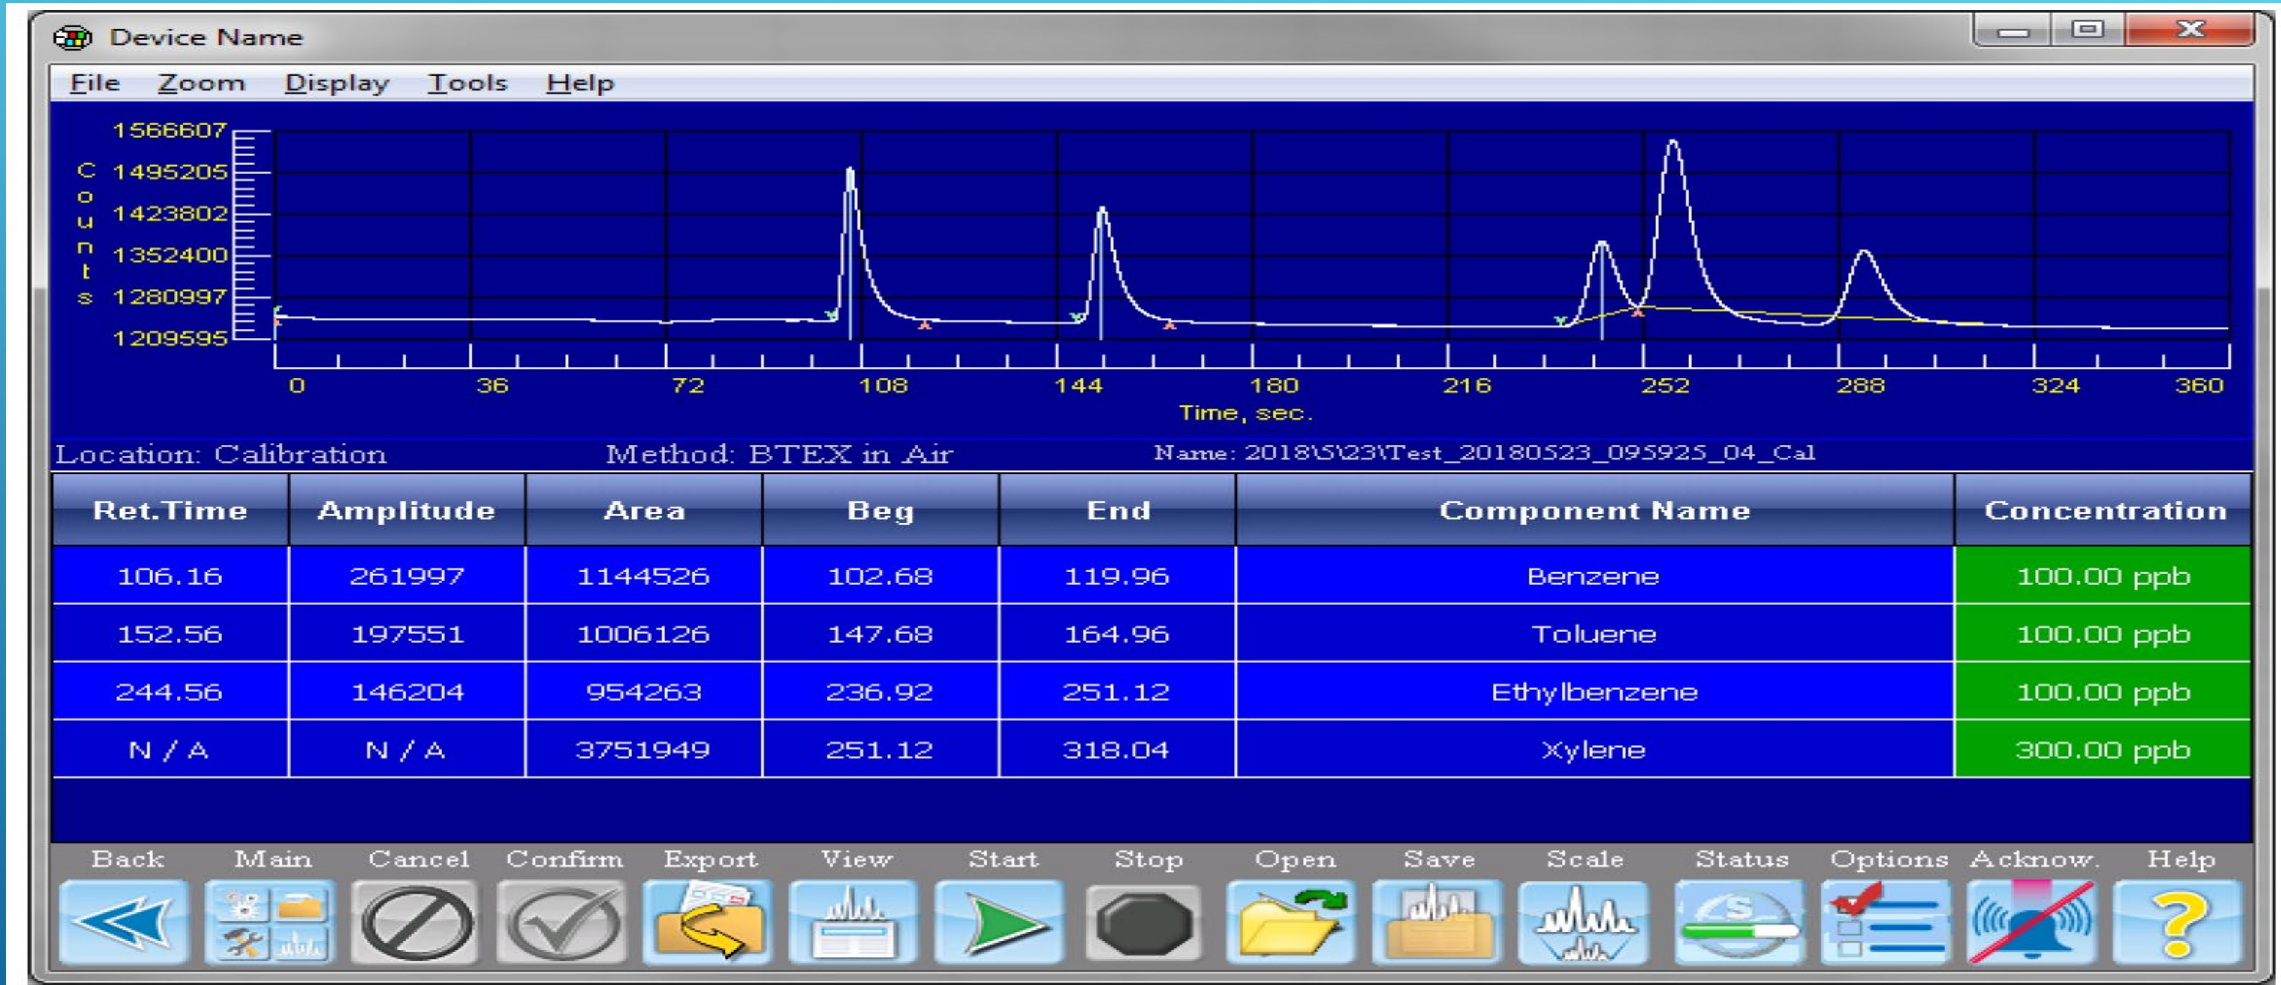 Device Name
File Zoom Display Tools Help
Counts
1566607
1495205
1423802
1352400
1280997
1209595
0 36 72 108 144 180 216 252 288 324 360
Time, sec.
Location: Calibration Method: BTEX in Air Name: 2018\5\23\Test_20180523_095925_04_Cal
Ret.Time Amplitude Area Beg End Component Name Concentration
106.16 261997 1144526 102.68 119.96 Benzene 100.00 ppb
152.56 197551 1006126 147.68 164.96 Toluene 100.00 ppb
244.56 146204 954263 236.92 251.12 Ethylbenzene 100.00 ppb
N / A N / A 3751949 251.12 318.04 Xylene 300.00 ppb
Back Main Cancel Confirm Export View Start Stop Open Save Scale Status Options Acknow. Help
S
?